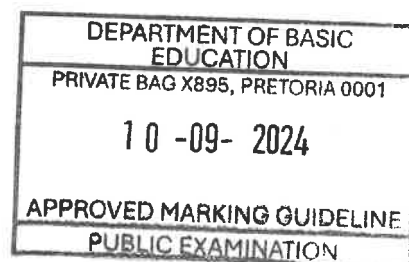 DEPARTMENT OF BASIC
EDUCATION
PRIVATE BAG X895, PRETORIA 0001
10 -09- 2024
APPROVED MARKING GUIDELINE
PUBLIC EXAMINATION